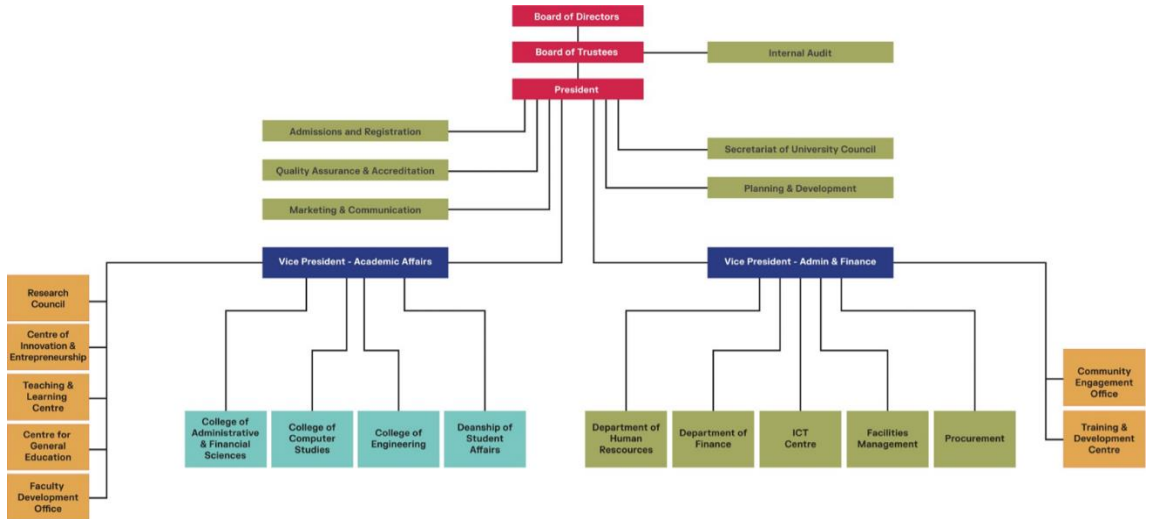 Board of Directors
Board of Trustees
Internal Audit
President
Admissions and Registration
Secretariat of University Council
Quality Assurance & Accreditation
Planning & Development
Marketing & Communication
Vice President - Academic Affairs
Vice President - Admin & Finance
Research
Council
Centre of
Innovation &
Entrepreneurship
Teaching &
Learning
Centre
Centre for
General
Education
Faculty
Development
Office
College of
Administrative
& Financial
Sciences
College of
Computer
Studies
College of
Engineering
Deanship of
Student
Affairs
Department of
Human
Rescources
Department of
Finance
ICT
Centre
Facilities
Management
Procurement
Community
Engagement
Office
Training &
Development
Centre